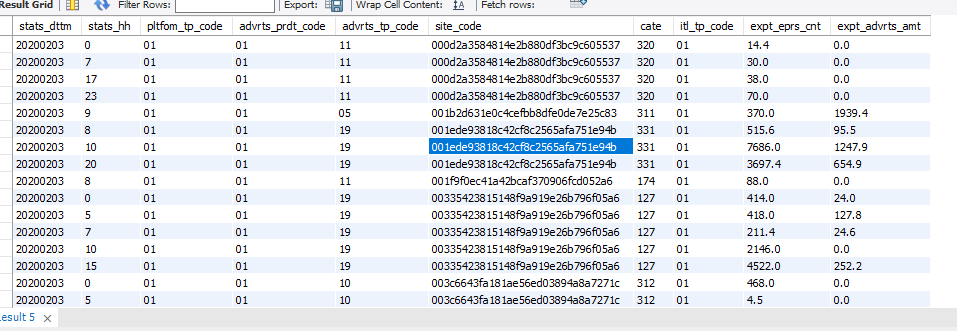 Result Grid Filter Rows: Export: Wrap Cell Content: Fetch rows:
stats_dttm stats_hh pltfom_tp_code advrts_prdt_code advrts_tp_code site_code cate itl_tp_code expt_eprs_cnt expt_advrts_amt
20200203 0 01 01 11 000d2a3584814e2b880df3bc9c605537 320 01 14.4 0.0
20200203 7 01 01 11 000d2a3584814e2b880df3bc9c605537 320 01 30.0 0.0
20200203 17 01 01 11 000d2a3584814e2b880df3bc9c605537 320 01 38.0 0.0
20200203 23 01 01 11 000d2a3584814e2b880df3bc9c605537 320 01 70.0 0.0
20200203 9 01 01 05 001b2d631e0c4cefbb8dfe0de7e25c83 311 01 370.0 1939.4
20200203 8 01 01 19 001ede93818c42cf8c2565afa751e94b 331 01 515.6 95.5
20200203 10 01 01 19 001ede93818c42cf8c2565afa751e94b 331 01 7686.0 1247.9
20200203 20 01 01 19 001ede93818c42cf8c2565afa751e94b 331 01 3697.4 654.9
20200203 8 01 01 11 001f9f0ec41a42bcaf370906fcd052a6 174 01 88.0 0.0
20200203 0 01 01 19 00335423815148f9a919e26b796f05a6 127 01 414.0 24.0
20200203 5 01 01 19 00335423815148f9a919e26b796f05a6 127 01 418.0 127.8
20200203 7 01 01 19 00335423815148f9a919e26b796f05a6 127 01 211.4 24.6
20200203 10 01 01 19 00335423815148f9a919e26b796f05a6 127 01 2146.0 0.0
20200203 15 01 01 19 00335423815148f9a919e26b796f05a6 127 01 4522.0 252.2
20200203 0 01 01 10 003c6643fa181ae56ed03894a8a7271c 312 01 468.0 0.0
20200203 5 01 01 10 003c6643fa181ae56ed03894a8a7271c 312 01 4.5 0.0
esult 5